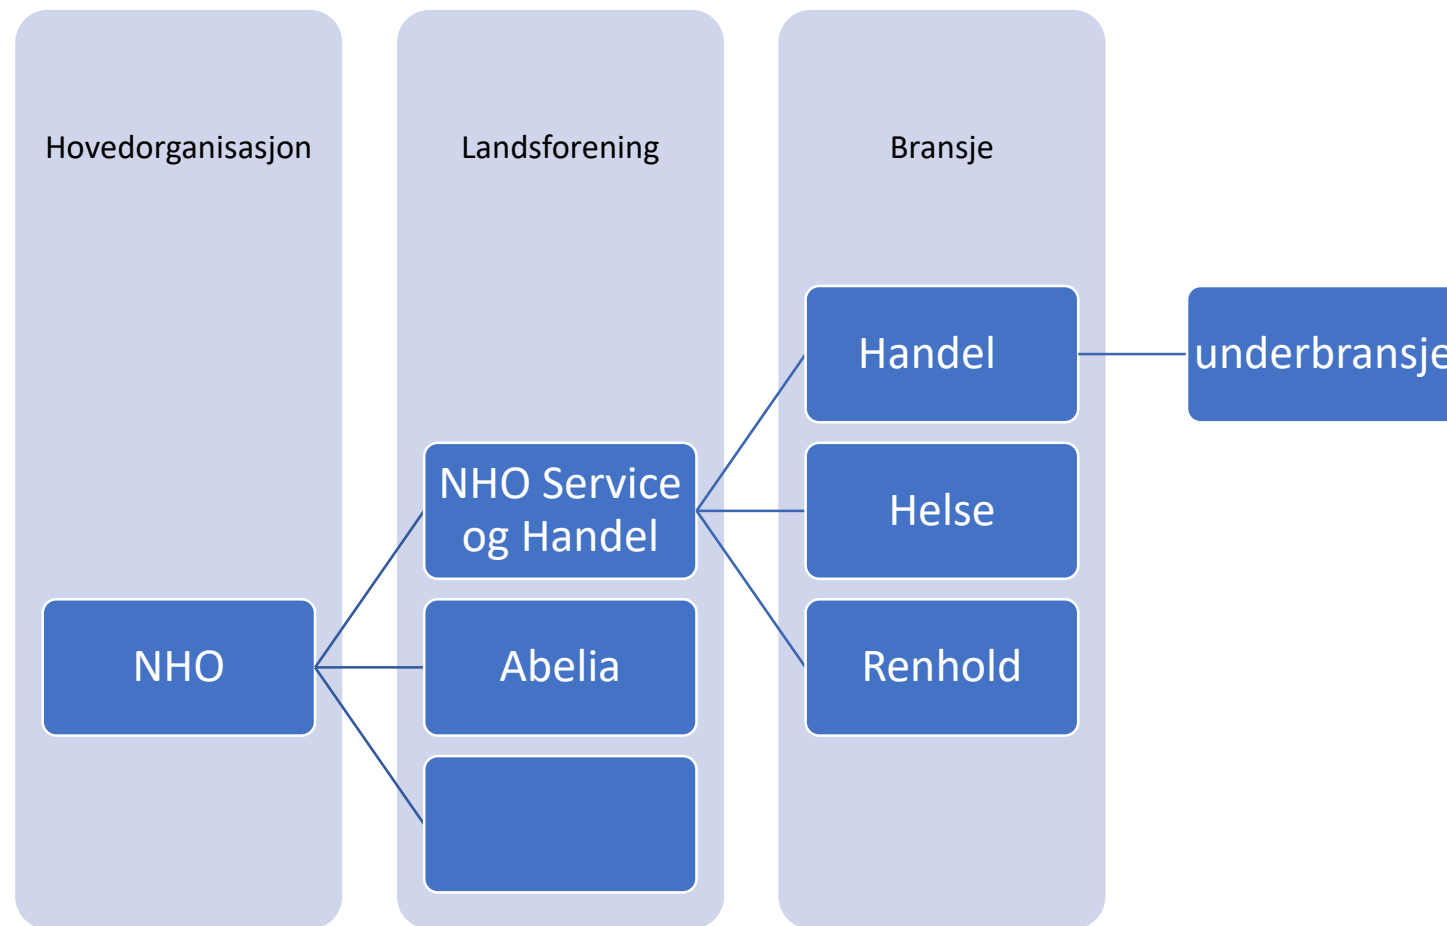 Hovedorganisasjon
Landsforening
Bransje
NHO
NHO Service
og Handel
Abelia
Handel
Helse
Renhold
underbransje